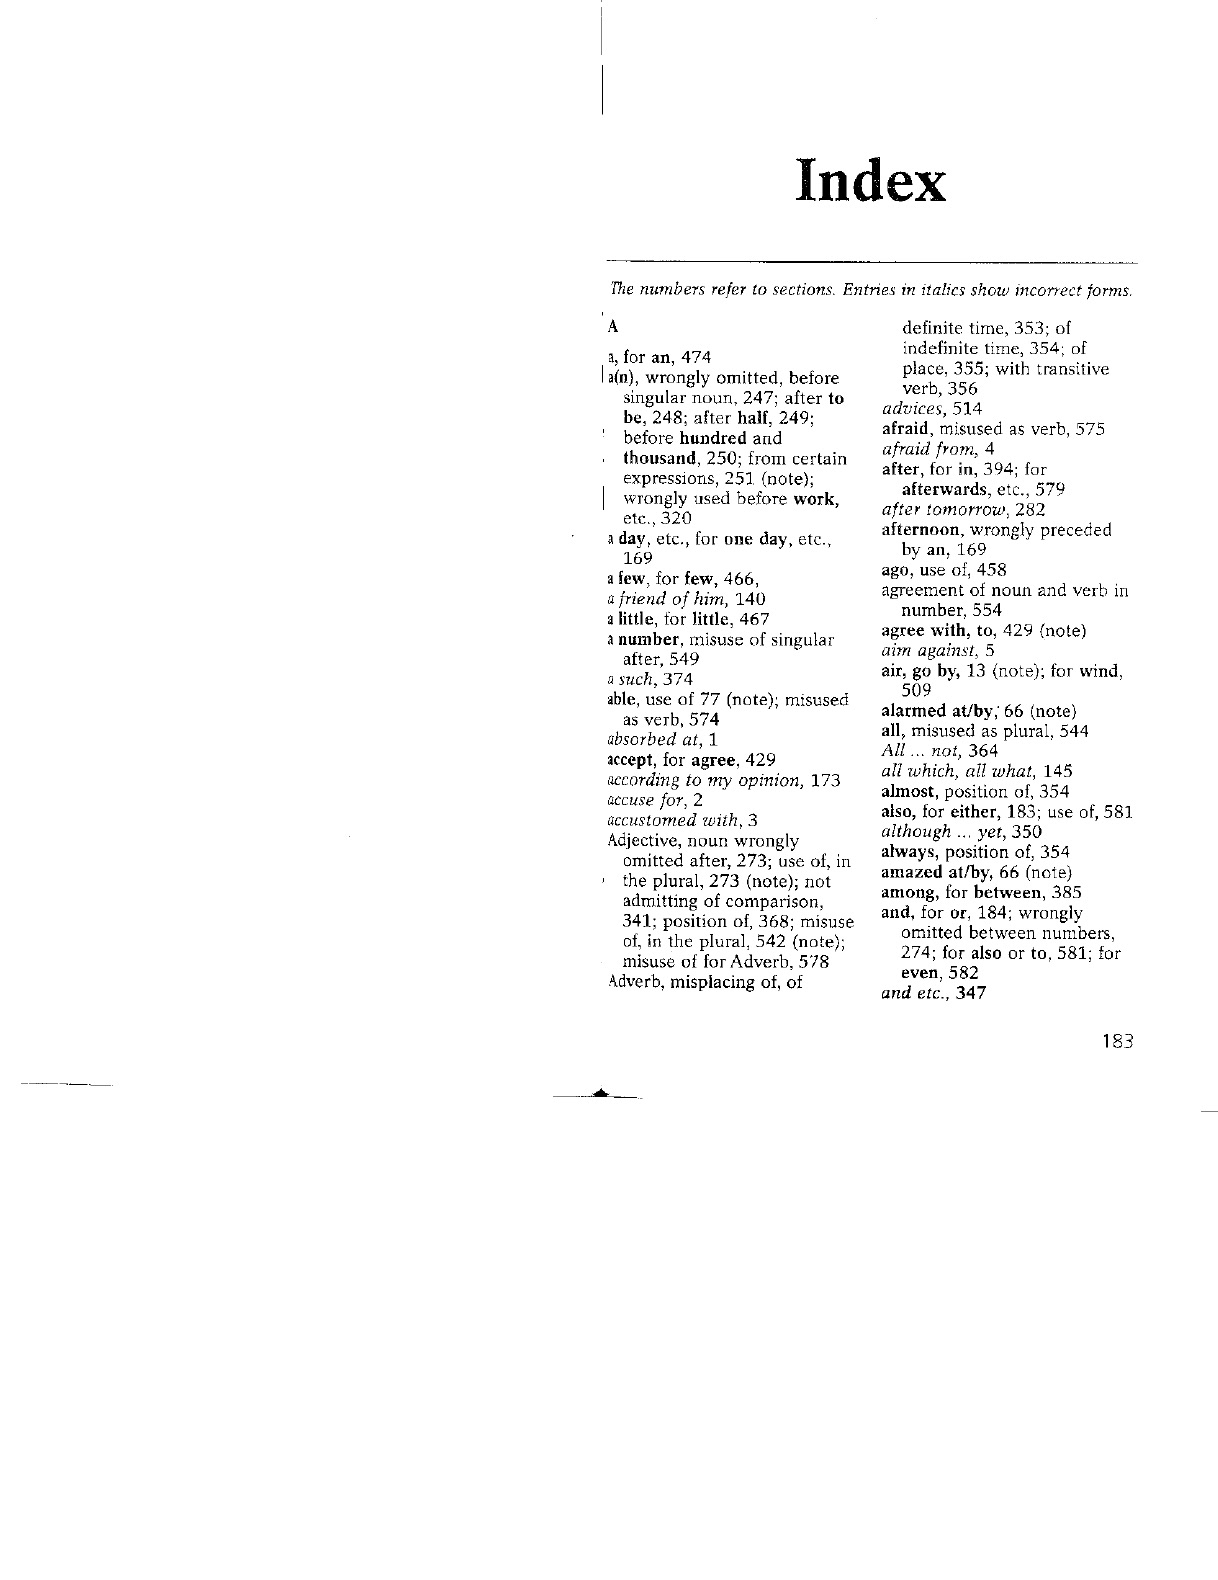 Index
The numbers refer to sections. Entries in italics show incorrect forms.
A
a, for an, 474
a(n), wrongly omitted, before
singular noun, 247; after to
be, 248; after half, 249;
before hundred and
thousand, 250; from certain
expressions, 251 (note);
wrongly used before work,
etc., 320
a day, etc., for one day, etc.,
169
a few, for few, 466,
a friend of him, 140
a little, for little, 467
a number, misuse of singular
after, 549
a such, 374
able, use of 77 (note); misused
as verb, 574
absorbed at, 1
accept, for agree, 429
according to my opinion, 173
accuse for, 2
accustomed with, 3
Adjective, noun wrongly
omitted after, 273; use of, in
the plural, 273 (note); not
admitting of comparison,
341; position of, 368; misuse
of, in the plural, 542 (note);
misuse of for Adverb, 578
Adverb, misplacing of, of
definite time, 353; of
indefinite time, 354; of
place, 355; with transitive
verb, 356
advices, 514
afraid, misused as verb, 575
afraid from, 4
after, for in, 394; for
afterwards, etc., 579
after tomorrow, 282
afternoon, wrongly preceded
by an, 169
ago, use of, 458
agreement of noun and verb in
number, 554
agree with, to, 429 (note)
aim against, 5
air, go by, 13 (note); for wind,
509
alarmed at/by, 66 (note)
all, misused as plural, 544
All ... not, 364
all which, all what, 145
almost, position of, 354
also, for either, 183; use of, 581
although ... yet, 350
always, position of, 354
amazed at/by, 66 (note)
among, for between, 385
and, for or, 184; wrongly
omitted between numbers,
274; for also or to, 581; for
even, 582
and etc., 347
183